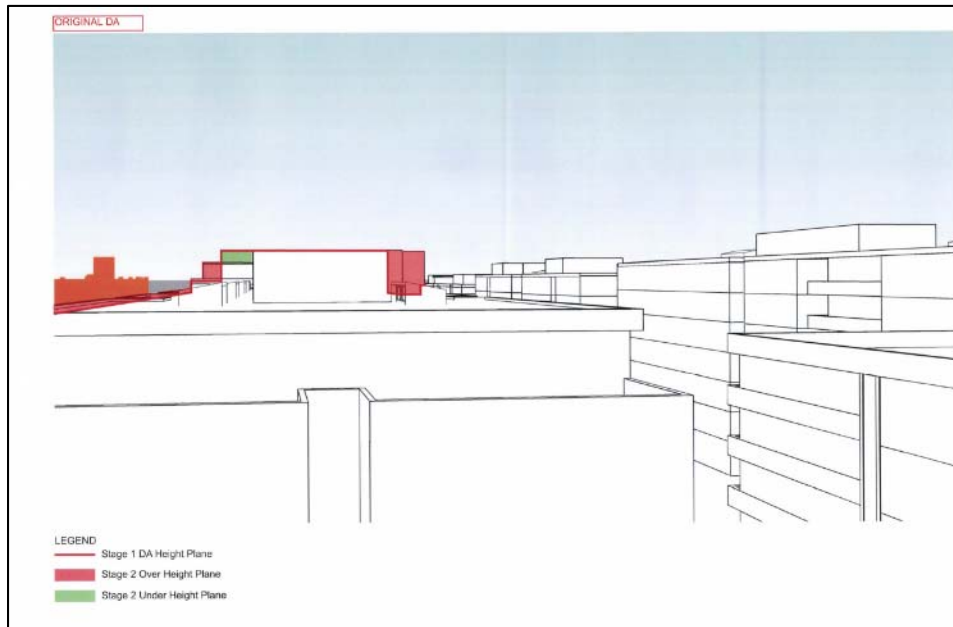 ORIGINAL DA
LEGEND
Stage 1 DA Height Plane
Stage 2 Over Height Plane
Stage 2 Under Height Plane